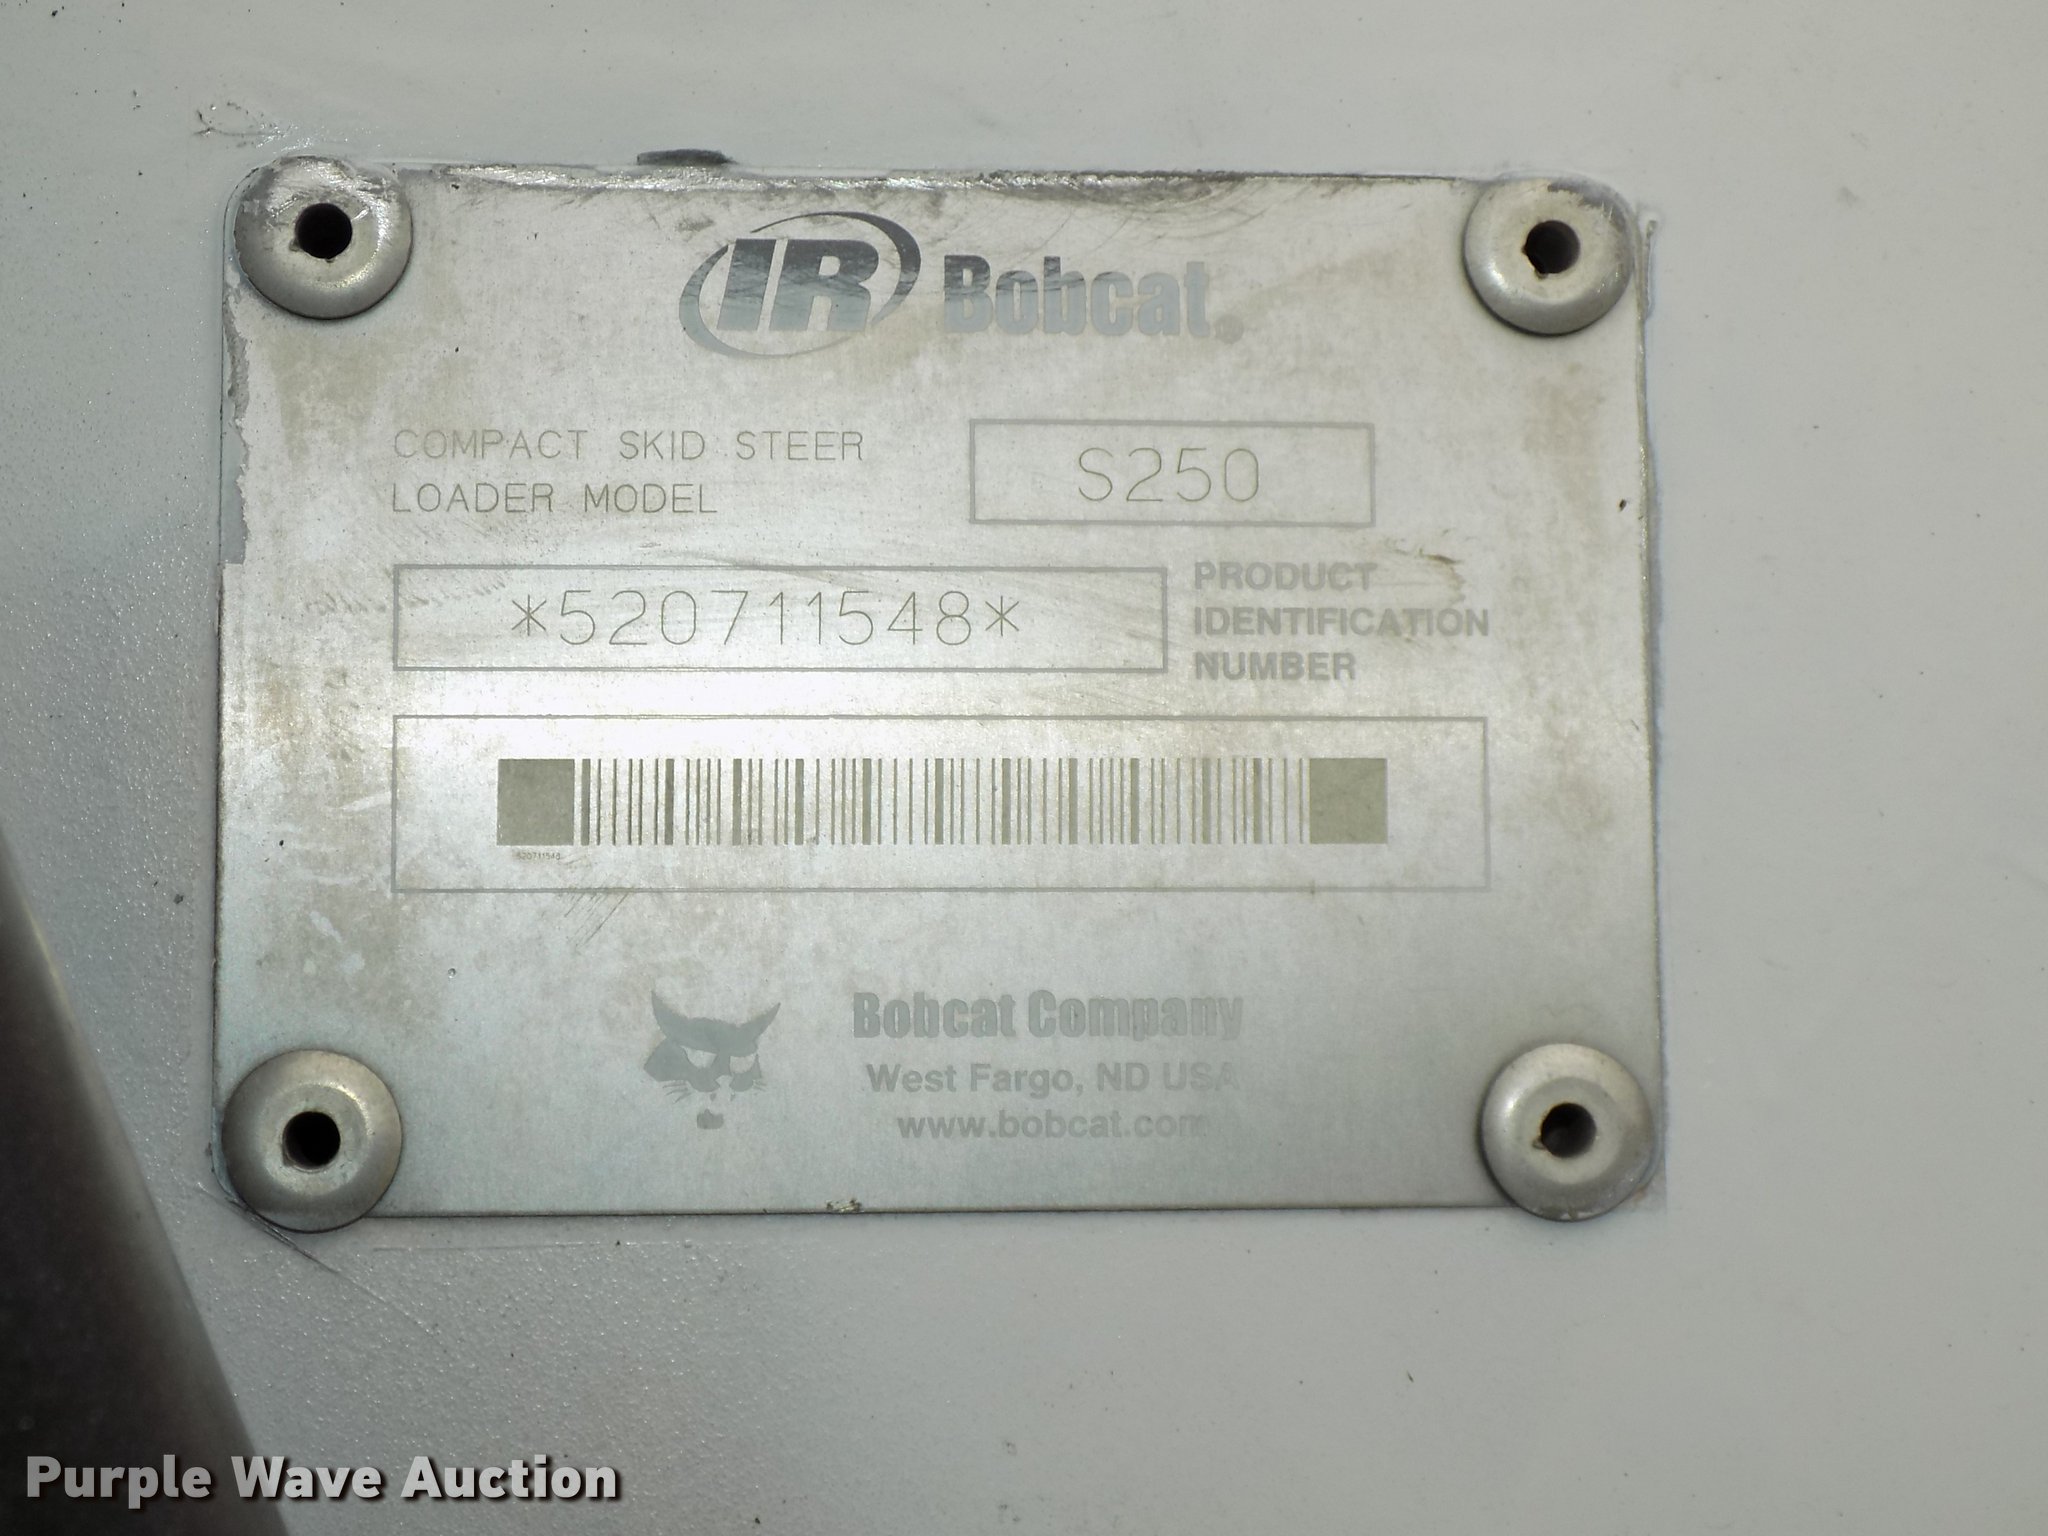 IR Bobcat®
COMPACT SKID STEER
LOADER MODEL
S250
*520711548*
PRODUCT
IDENTIFICATION
NUMBER
520711548
Bobcat Company
West Fargo, ND USA
www.bobcat.com
Purple Wave Auction